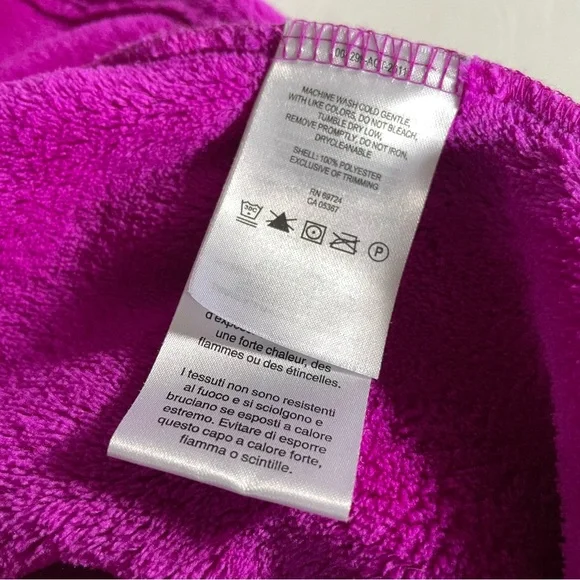 MACHINE WASH COLD GENTLE,
WITH LIKE COLORS, DO NOT BLEACH,
TUMBLE DRY LOW,
REMOVE PROMPTLY, DO NOT IRON,
DRYCLEANABLE
SHELL: 100% POLYESTER
EXCLUSIVE OF TRIMMING
RN 69724
CA 05367
30C
P
une forte chaleur, des
flammes ou des étincelles.
I tessuti non sono resistenti
al fuoco e si sciolgono e
bruciano se esposti a calore
estremo. Evitare di esporre
questo capo a calore forte,
fiamma o scintille.